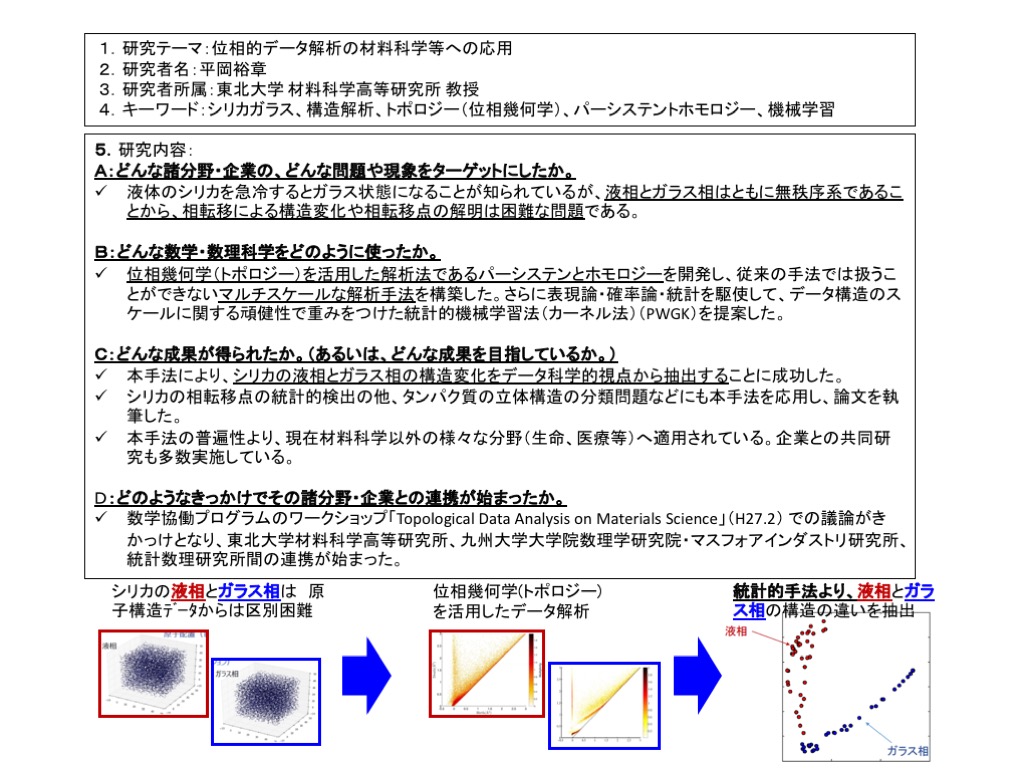 １．研究テーマ：位相的データ解析の材料科学等への応用
２．研究者名：平岡裕章
３．研究者所属：東北大学 材料科学高等研究所 教授
４．キーワード：シリカガラス、構造解析、トポロジー（位相幾何学）、パーシステントホモロジー、機械学習
５．研究内容：
A：どんな諸分野・企業の、どんな問題や現象をターゲットにしたか。
✓ 液体のシリカを急冷するとガラス状態になることが知られているが、液相とガラス相はともに無秩序系であるこ
とから、相転移による構造変化や相転移点の解明は困難な問題である。
B：どんな数学・数理科学をどのように使ったか。
✓ 位相幾何学（トポロジー）を活用した解析法であるパーシステンとホモロジーを開発し、従来の手法では扱うこ
とができないマルチスケールな解析手法を構築した。さらに表現論・確率論・統計を駆使して、データ構造のス
ケールに関する頑健性で重みをつけた統計的機械学習法（カーネル法）（PWGK）を提案した。
C：どんな成果が得られたか。（あるいは、どんな成果を目指しているか。）
✓ 本手法により、シリカの液相とガラス相の構造変化をデータ科学的視点から抽出することに成功した。
✓ シリカの相転移点の統計的検出の他、タンパク質の立体構造の分類問題などにも本手法を応用し、論文を執
筆した。
✓ 本手法の普遍性より、現在材料科学以外の様々な分野（生命、医療等）へ適用されている。企業との共同研
究も多数実施している。
D：どのようなきっかけでその諸分野・企業との連携が始まったか。
✓ 数学協働プログラムのワークショップ「Topological Data Analysis on Materials Science」（H27.2） での議論がき
かっけとなり、東北大学材料科学高等研究所、九州大学大学院数理学研究院・マスフォアインダストリ研究所、
統計数理研究所間の連携が始まった。
シリカの液相とガラス相は 原
子構造ﾃﾞｰﾀからは区別困難
位相幾何学(トポロジー)
を活用したデータ解析
統計的手法より、液相とガラ
ス相の構造の違いを抽出
液相
ガラス相
液相
ガラス相